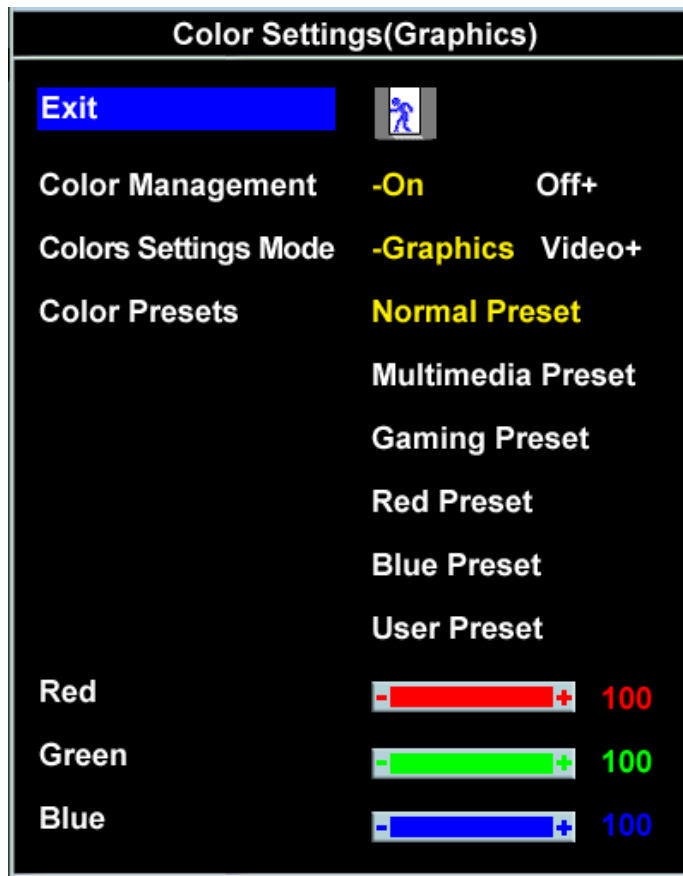 Color Settings(Graphics)
Exit
Color Management -On Off+
Colors Settings Mode -Graphics Video+
Color Presets Normal Preset
Multimedia Preset
Gaming Preset
Red Preset
Blue Preset
User Preset
Red - + 100
Green - + 100
Blue - + 100